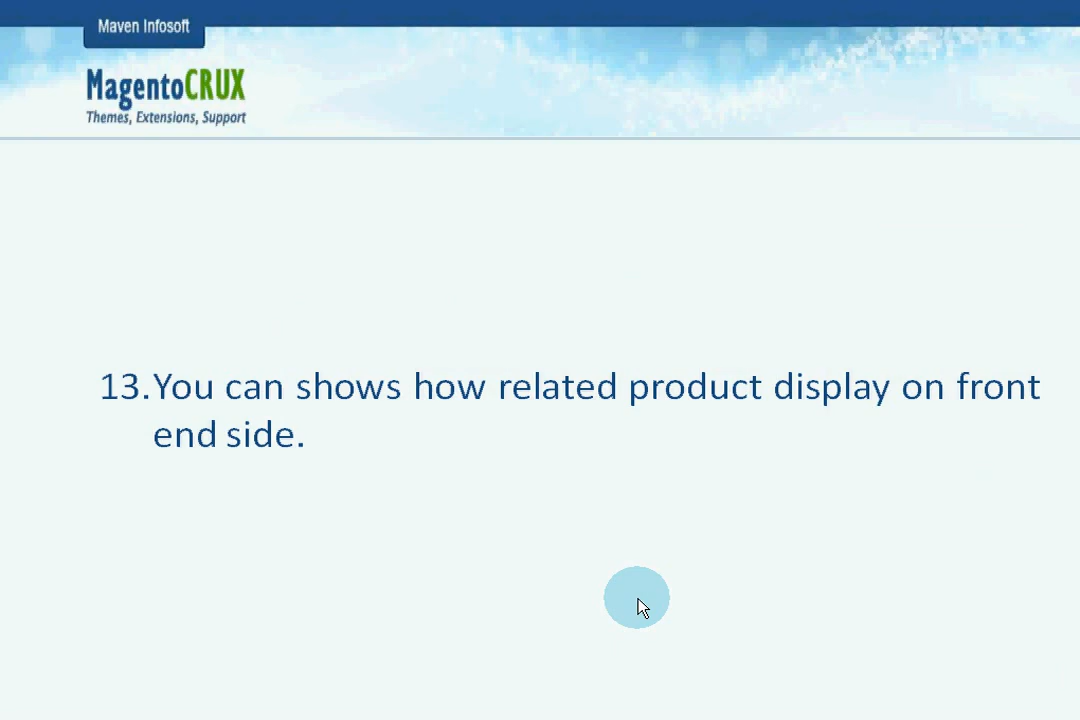 Maven Infosoft
MagentoCRUX
Themes, Extensions, Support
13.You can shows how related product display on front
end side.